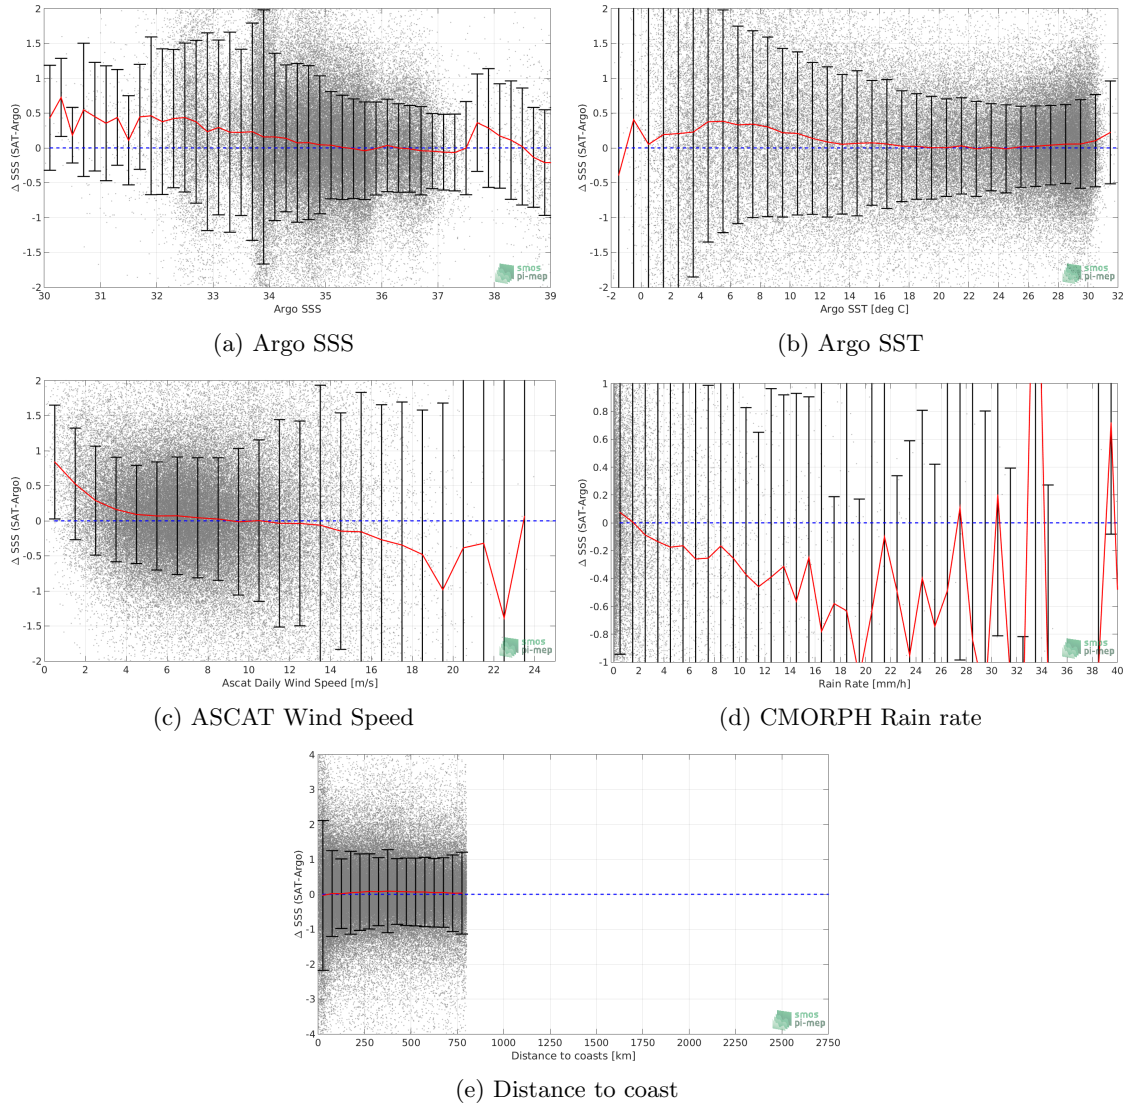 2
1.5
1
0.5
0
-0.5
-1
-1.5
-2
Δ SSS (SAT-Argo)
30 31 32 33 34 35 36 37 38 39
Argo SSS
smos
pi-mep
(a) Argo SSS
2
1.5
1
0.5
0
-0.5
-1
-1.5
-2
Δ SSS (SAT-Argo)
-2 0 2 4 6 8 10 12 14 16 18 20 22 24 26 28 30 32
Argo SST [deg C]
smos
pi-mep
(b) Argo SST
2
1.5
1
0.5
0
-0.5
-1
-1.5
-2
Δ SSS (SAT-Argo)
0 2 4 6 8 10 12 14 16 18 20 22 24
Ascat Daily Wind Speed [m/s]
smos
pi-mep
(c) ASCAT Wind Speed
1
0.8
0.6
0.4
0.2
0
-0.2
-0.4
-0.6
-0.8
-1
Δ SSS (SAT-Argo)
0 2 4 6 8 10 12 14 16 18 20 22 24 26 28 30 32 34 36 38 40
Rain Rate [mm/h]
smos
pi-mep
(d) CMORPH Rain rate
4
3
2
1
0
-1
-2
-3
-4
Δ SSS (SAT-Argo)
0 250 500 750 1000 1250 1500 1750 2000 2250 2500 2750
Distance to coasts [km]
smos
pi-mep
(e) Distance to coast